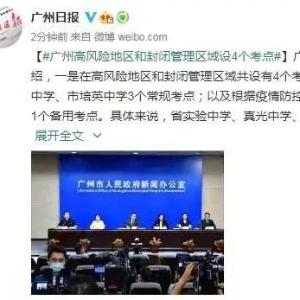 广州日报
2分钟前 来自 微博 weibo.com
【#广州高风险地区和封闭管理区域设4个考点#】广
绍，一是在高风险地区和封闭管理区域共设有4个考
中学、市培英中学3个常规考点；以及根据疫情防控
1个备用考点。具体来说，省实验中学、真光中学、
展开全文
广州市人民政府新闻办公室